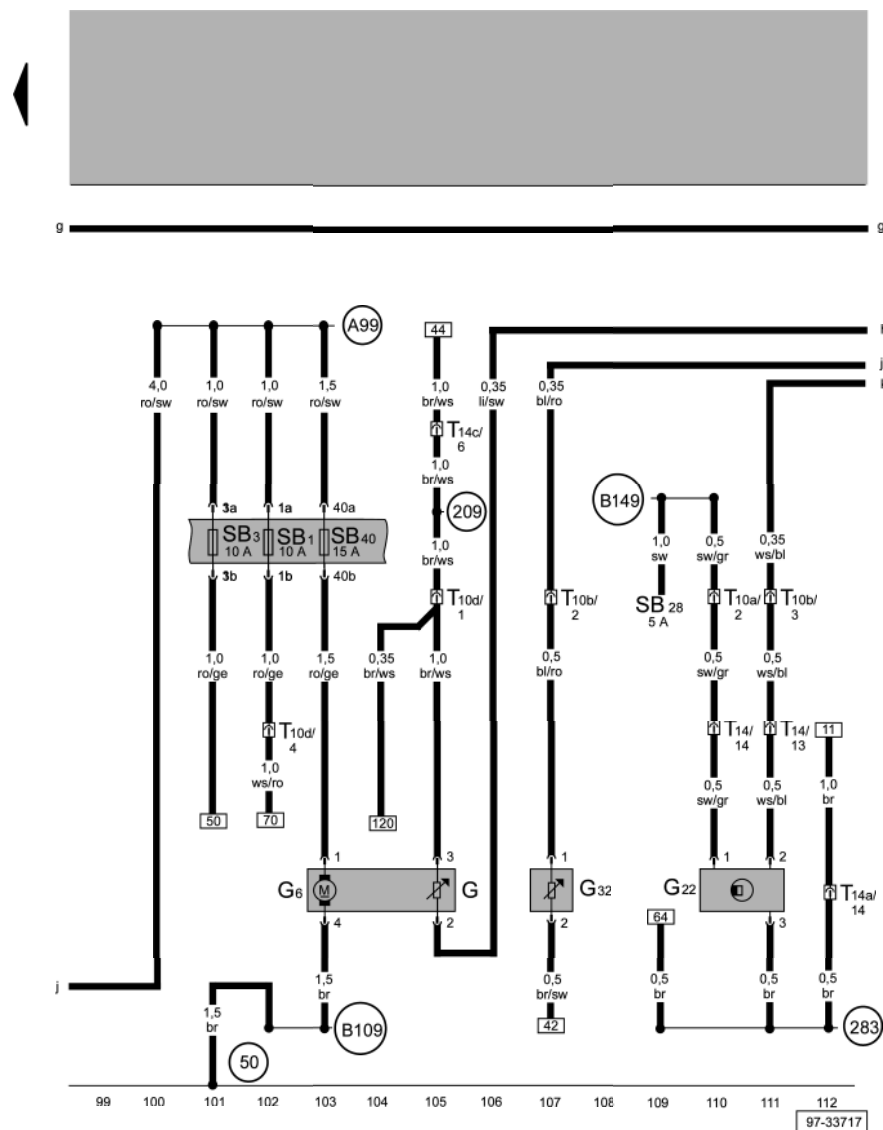 g g
A99 44
j
4,0 1,0 1,0 1,5 1,0 0,35 0,35
ro/sw ro/sw ro/sw ro/sw br/ws li/sw bl/ro
T14c/
6
1,0
br/ws
B149
209
3a 1a 40a
SB3 SB1 SB40
10 A 10 A 15 A
1,0 1,0 0,5 0,35
br/ws sw sw/gr ws/bl
3b 1b 40b
T10d/ T10b/ SB28 T10a/ T10b/
1 2 5 A 2 3
1,0 1,0 1,5 0,35 1,0 0,5 0,5 0,5
ro/ge ro/ge ro/ge br/ws br/ws bl/ro sw/gr ws/bl
T10d/ T14/ T14/ 11
4 14 13
1,0 0,5 0,5 1,0
ws/ro sw/gr ws/bl br
50 70 120
1 3 1 1 2
G6 M G G32 G22
T14a/
14
4 2 2 64 3
1,5 0,5 0,5 0,5 0,5
br br/sw br br br
j
1,5
br
B109 42 283
50
99 100 101 102 103 104 105 106 107 108 109 110 111 112
97-33717